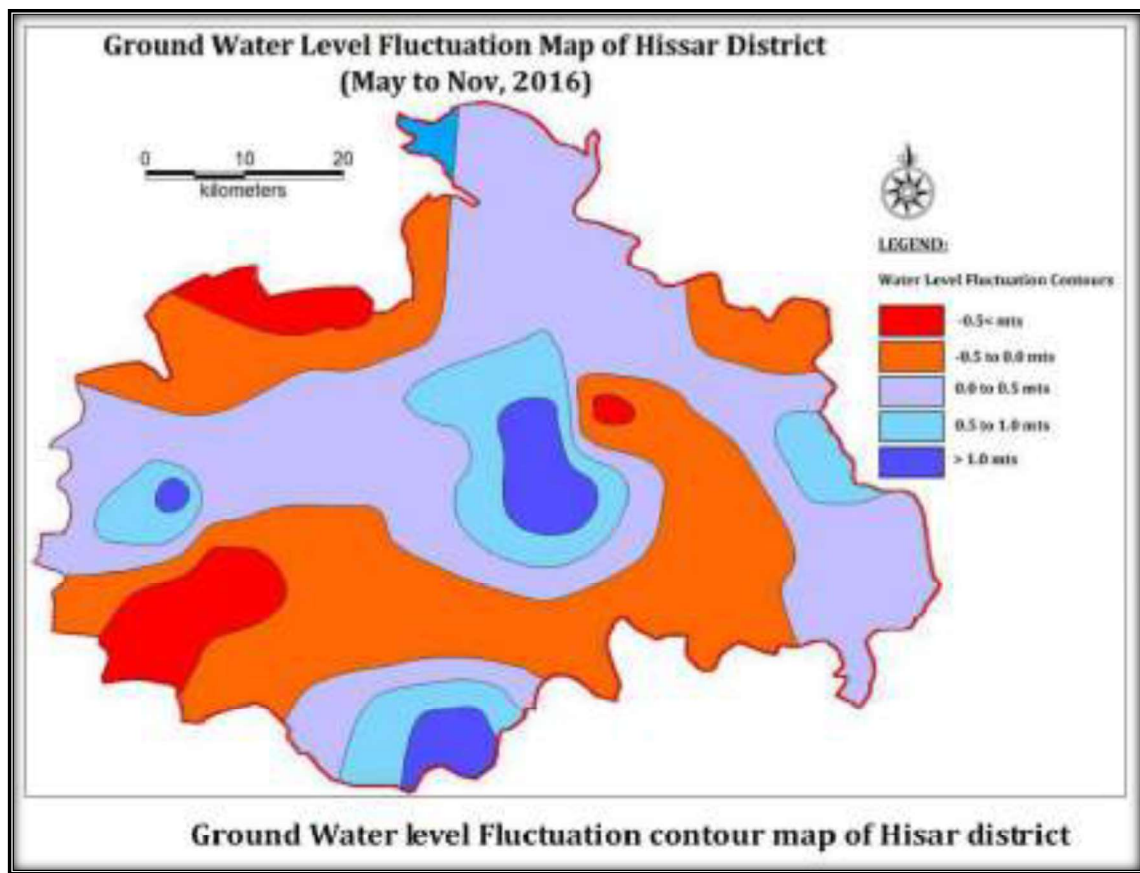 Ground Water Level Fluctuation Map of Hissar District
(May to Nov, 2016)
0 10 20
kilometers
LEGEND:
Water Level Fluctuation Contours
-0.5< mts
-0.5 to 0.0 mts
0.0 to 0.5 mts
0.5 to 1.0 mts
> 1.0 mts
Ground Water level Fluctuation contour map of Hisar district